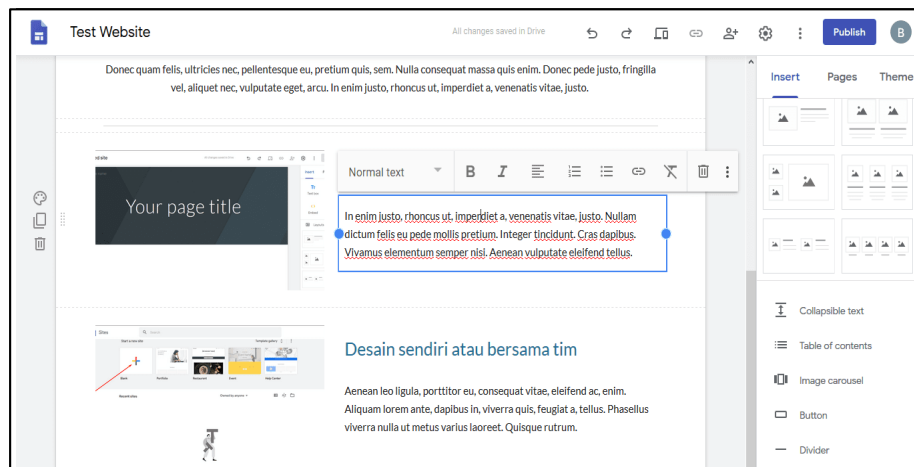 Test Website
All changes saved in Drive
Publish
B
Donec quam felis, ultricies nec, pellentesque eu, pretium quis, sem. Nulla consequat massa quis enim. Donec pede justo, fringilla
vel, aliquet nec, vulputate eget, arcu. In enim justo, rhoncus ut, imperdiet a, venenatis vitae, justo.
Insert
Pages
Theme
Your page title
Normal text
B
I
In enim justo, rhoncus ut, imperdiet a, venenatis vitae, justo. Nullam
dictum felis eu pede mollis pretium. Integer tincidunt. Cras dapibus.
Vivamus elementum semper nisi. Aenean vulputate eleifend tellus.
Collapsible text
Table of contents
Image carousel
Button
Divider
Sites
Search
Desain sendiri atau bersama tim
Aenean leo ligula, porttitor eu, consequat vitae, eleifend ac, enim.
Aliquam lorem ante, dapibus in, viverra quis, feugiat a, tellus. Phasellus
viverra nulla ut metus varius laoreet. Quisque rutrum.